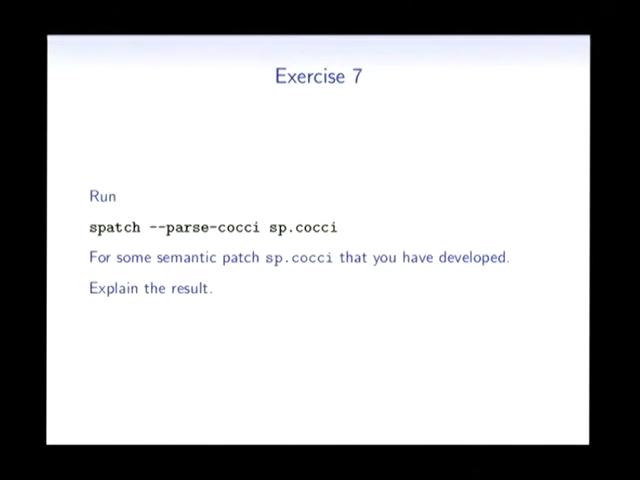 Exercise 7
Run
spatch --parse-cocci sp.cocci
For some semantic patch sp.cocci that you have developed.
Explain the result.